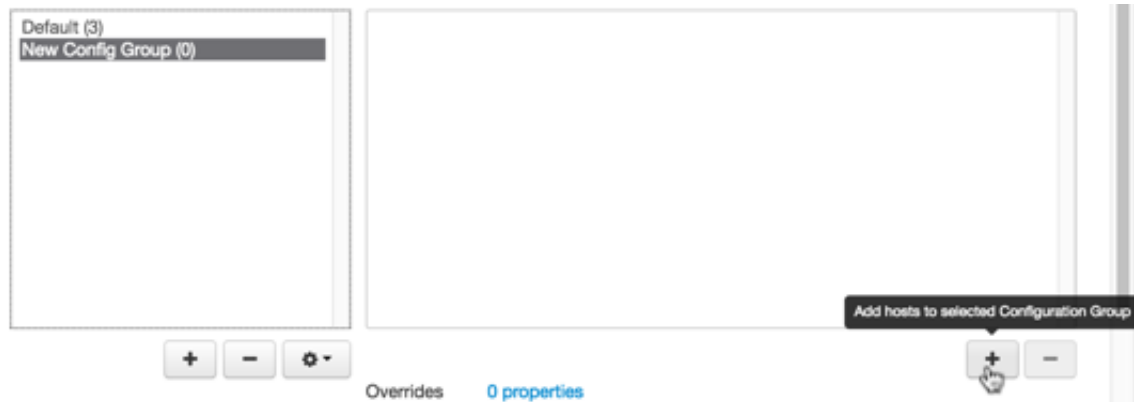 Default (3)
New Config Group (0)
Add hosts to selected Configuration Group
Overrides 0 properties